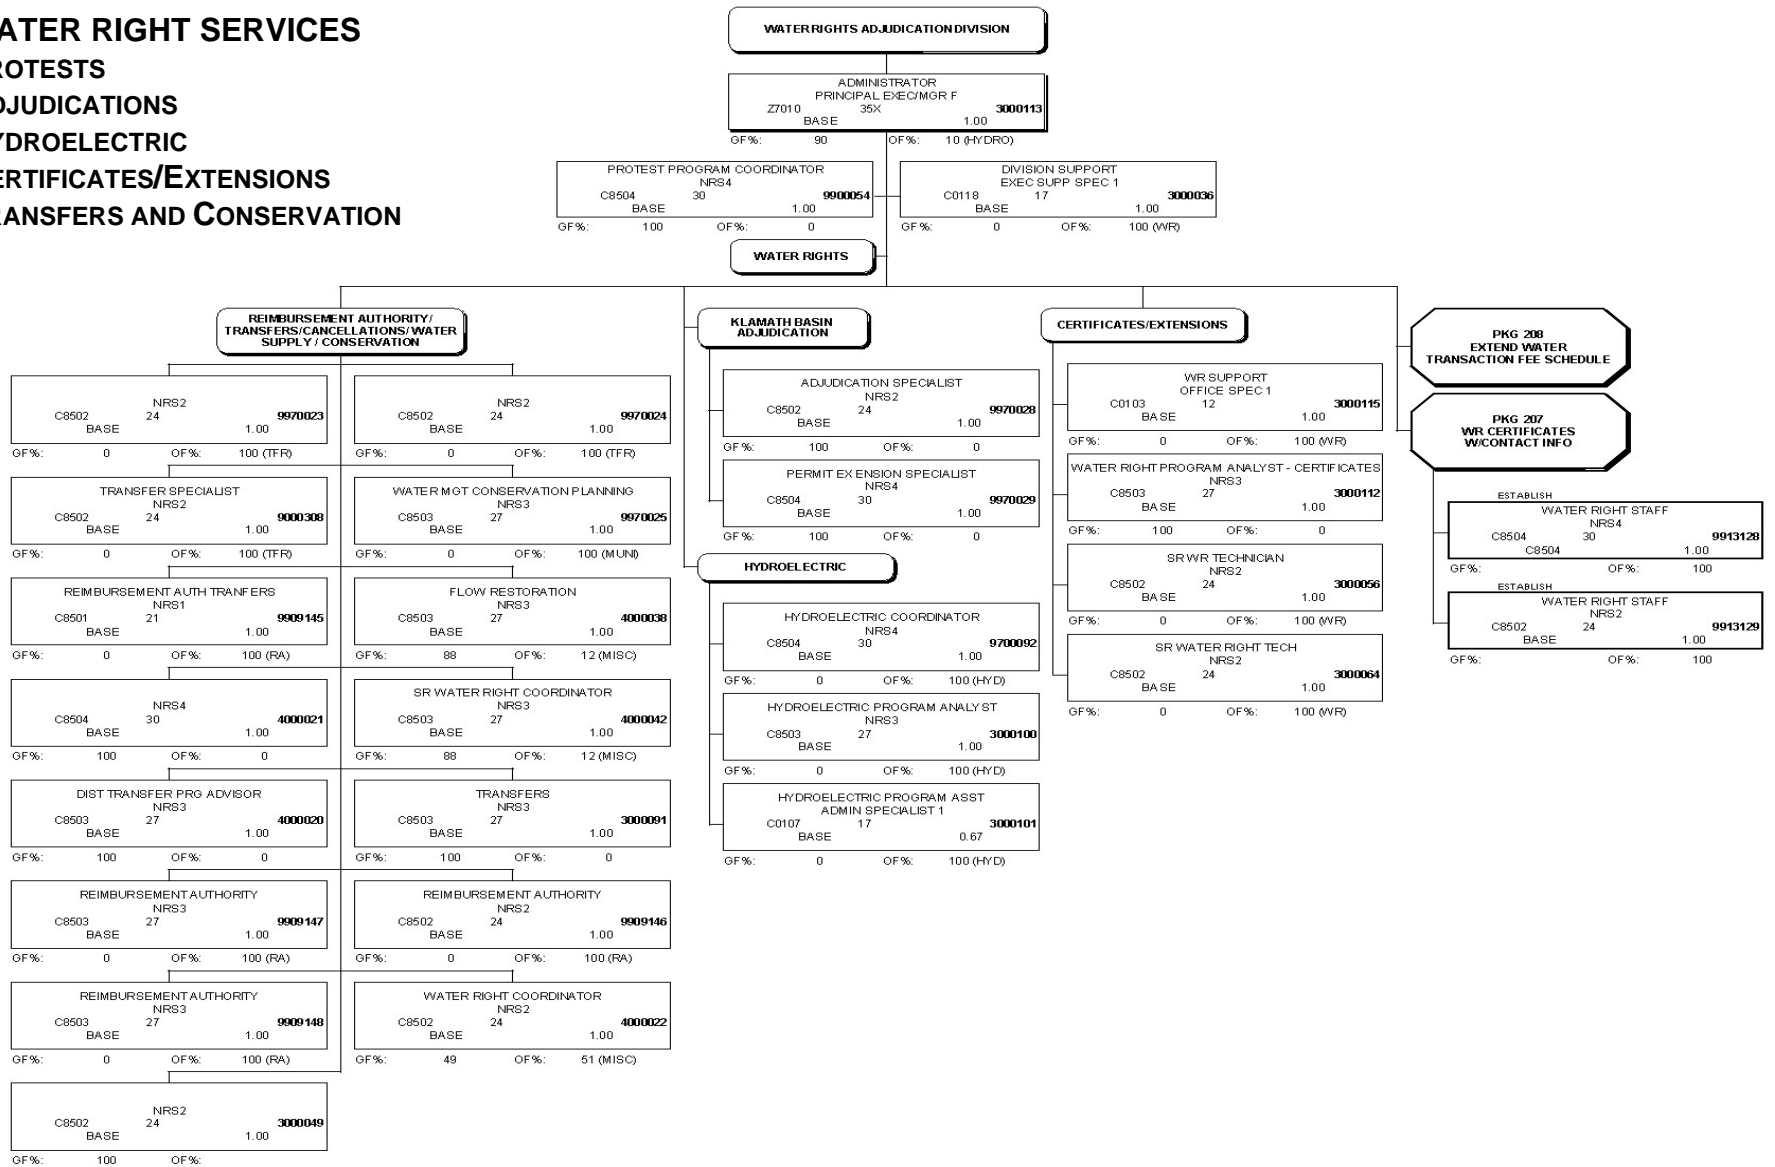 ATER RIGHT SERVICES
ROTESTS
DJUDICATIONS
YDROELECTRIC
ERTIFICATES/EXTENSIONS
RANSFERS AND CONSERVATION
WATER RIGHTS ADJUDICATION DIVISION
ADMINISTRATOR
PRINCIPAL EXEC/MGR F
Z7010 35X 3000113
BASE 1.00
GF%: 90 OF%: 10 (HYDRO)
PROTEST PROGRAM COORDINATOR
NRS4
C8504 30 9900054
BASE 1.00
GF%: 100 OF%: 0
DIVISION SUPPORT
EXEC SUPP SPEC 1
C0118 17 3000036
BASE 1.00
GF%: 0 OF%: 100 (WR)
WATER RIGHTS
REIMBURSEMENT AUTHORITY/
TRANSFERS/CANCELLATIONS/WATER
SUPPLY / CONSERVATION
NRS2
C8502 24 9970023
BASE 1.00
GF%: 0 OF%: 100 (TFR)
NRS2
C8502 24 9970024
BASE 1.00
GF%: 0 OF%: 100 (TFR)
TRANSFER SPECIALIST
NRS2
C8502 24 9000308
BASE 1.00
GF%: 0 OF%: 100 (TFR)
WATER MGT CONSERVATION PLANNING
NRS3
C8503 27 9970025
BASE 1.00
GF%: 0 OF%: 100 (MUNI)
REIMBURSEMENT AUTH TRANFERS
NRS1
C8501 21 9909145
BASE 1.00
GF%: 0 OF%: 100 (RA)
FLOW RESTORATION
NRS3
C8503 27 4000038
BASE 1.00
GF%: 88 OF%: 12 (MISC)
NRS4
C8504 30 4000021
BASE 1.00
GF%: 100 OF%: 0
SR WATER RIGHT COORDINATOR
NRS3
C8503 27 4000042
BASE 1.00
GF%: 88 OF%: 12 (MISC)
DIST TRANSFER PRG ADVISOR
NRS3
C8503 27 4000020
BASE 1.00
GF%: 100 OF%: 0
TRANSFERS
NRS3
C8503 27 3000091
BASE 1.00
GF%: 100 OF%: 0
REIMBURSEMENT AUTHORITY
NRS3
C8503 27 9909147
BASE 1.00
GF%: 0 OF%: 100 (RA)
REIMBURSEMENT AUTHORITY
NRS2
C8502 24 9909146
BASE 1.00
GF%: 0 OF%: 100 (RA)
REIMBURSEMENT AUTHORITY
NRS3
C8503 27 9909148
BASE 1.00
GF%: 0 OF%: 100 (RA)
WATER RIGHT COORDINATOR
NRS2
C8502 24 4000022
BASE 1.00
GF%: 49 OF%: 51 (MISC)
NRS2
C8502 24 3000049
BASE 1.00
GF%: 100 OF%:
KLAMATH BASIN
ADJUDICATION
ADJUDICATION SPECIALIST
NRS2
C8502 24 9970028
BASE 1.00
GF%: 100 OF%: 0
PERMIT EX ENSION SPECIALIST
NRS4
C8504 30 9970029
BASE 1.00
GF%: 100 OF%: 0
HYDROELECTRIC
HYDROELECTRIC COORDINATOR
NRS4
C8504 30 9700092
BASE 1.00
GF%: 0 OF%: 100 (HYD)
HYDROELECTRIC PROGRAM ANALYST
NRS3
C8503 27 3000100
BASE 1.00
GF%: 0 OF%: 100 (HYD)
HYDROELECTRIC PROGRAM ASST
ADMIN SPECIALIST 1
C0107 17 3000101
BASE 0.67
GF%: 0 OF%: 100 (HYD)
CERTIFICATES/EXTENSIONS
WR SUPPORT
OFFICE SPEC 1
C0103 12 3000115
BASE 1.00
GF%: 0 OF%: 100 (WR)
WATER RIGHT PROGRAM ANALYST - CERTIFICATES
NRS3
C8503 27 3000112
BASE 1.00
GF%: 100 OF%: 0
SR WR TECHNICIAN
NRS2
C8502 24 3000056
BASE 1.00
GF%: 0 OF%: 100 (WR)
SR WATER RIGHT TECH
NRS2
C8502 24 3000064
BASE 1.00
GF%: 0 OF%: 100 (WR)
PKG 208
EXTEND WATER
TRANSACTION FEE SCHEDULE
PKG 207
WR CERTIFICATES
W/CONTACT INFO
ESTABLISH
WATER RIGHT STAFF
NRS4
C8504 30 9913128
C8504 1.00
GF%: OF%: 100
ESTABLISH
WATER RIGHT STAFF
NRS2
C8502 24 9913129
BASE 1.00
GF%: OF%: 100